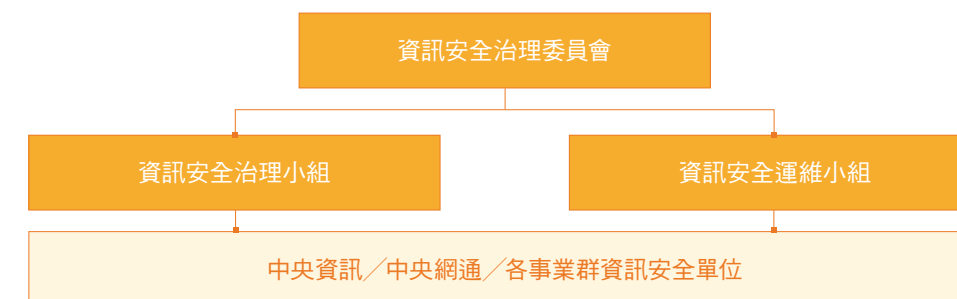 資訊安全治理委員會
資訊安全治理小組
資訊安全運維小組
中央資訊╱中央網通╱各事業群資訊安全單位